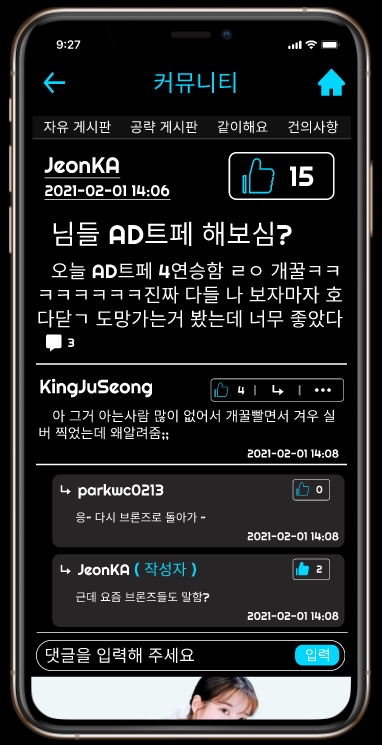 9:27
커뮤니티
자유 게시판 공략 게시판 같이해요 건의사항
JeonKA
2021-02-01 14:06
15
님들 AD트페 해보심?
오늘 AD트페 4연승함 ㄹㅇ 개꿀ㅋㅋ
ㅋㅋㅋㅋㅋㅋ진짜 다들 나 보자마자 호
다닫ㄱ 도망가는거 봤는데 너무 좋았다
3
KingJuSeong
4
아 그거 아는사람 많이 없어서 개꿀빨면서 겨우 실
버 찍었는데 왜알려줌;;
2021-02-01 14:08
parkwc0213
0
응~ 다시 브론즈로 돌아가 ~
2021-02-01 14:08
JeonKA ( 작성자 )
2
근데 요즘 브론즈들도 말함?
2021-02-01 14:08
댓글을 입력해 주세요 입력